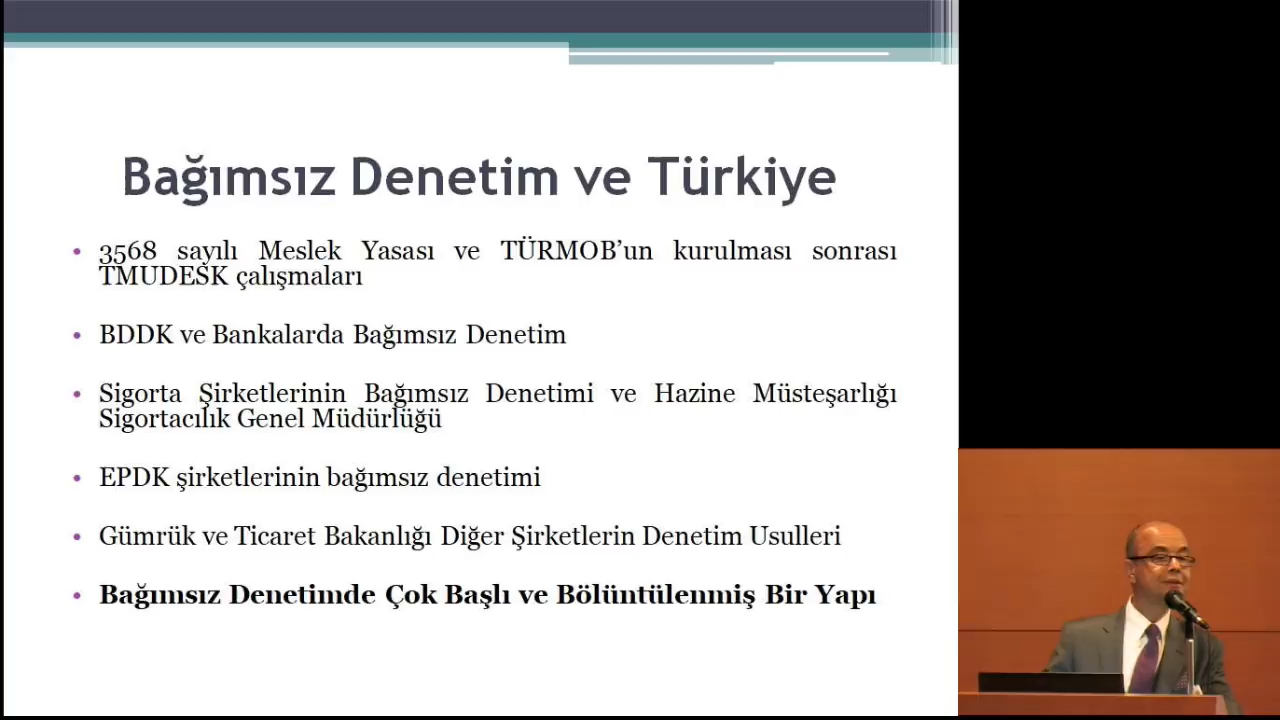 Bağımsız Denetim ve Türkiye
• 3568 sayılı Meslek Yasası ve TÜRMOB’un kurulması sonrası
TMUDESK çalışmaları
• BDDK ve Bankalarda Bağımsız Denetim
• Sigorta Şirketlerinin Bağımsız Denetimi ve Hazine Müsteşarlığı
Sigortacılık Genel Müdürlüğü
• EPDK şirketlerinin bağımsız denetimi
• Gümrük ve Ticaret Bakanlığı Diğer Şirketlerin Denetim Usulleri
• Bağımsız Denetimde Çok Başlı ve Bölüntülenmiş Bir Yapı